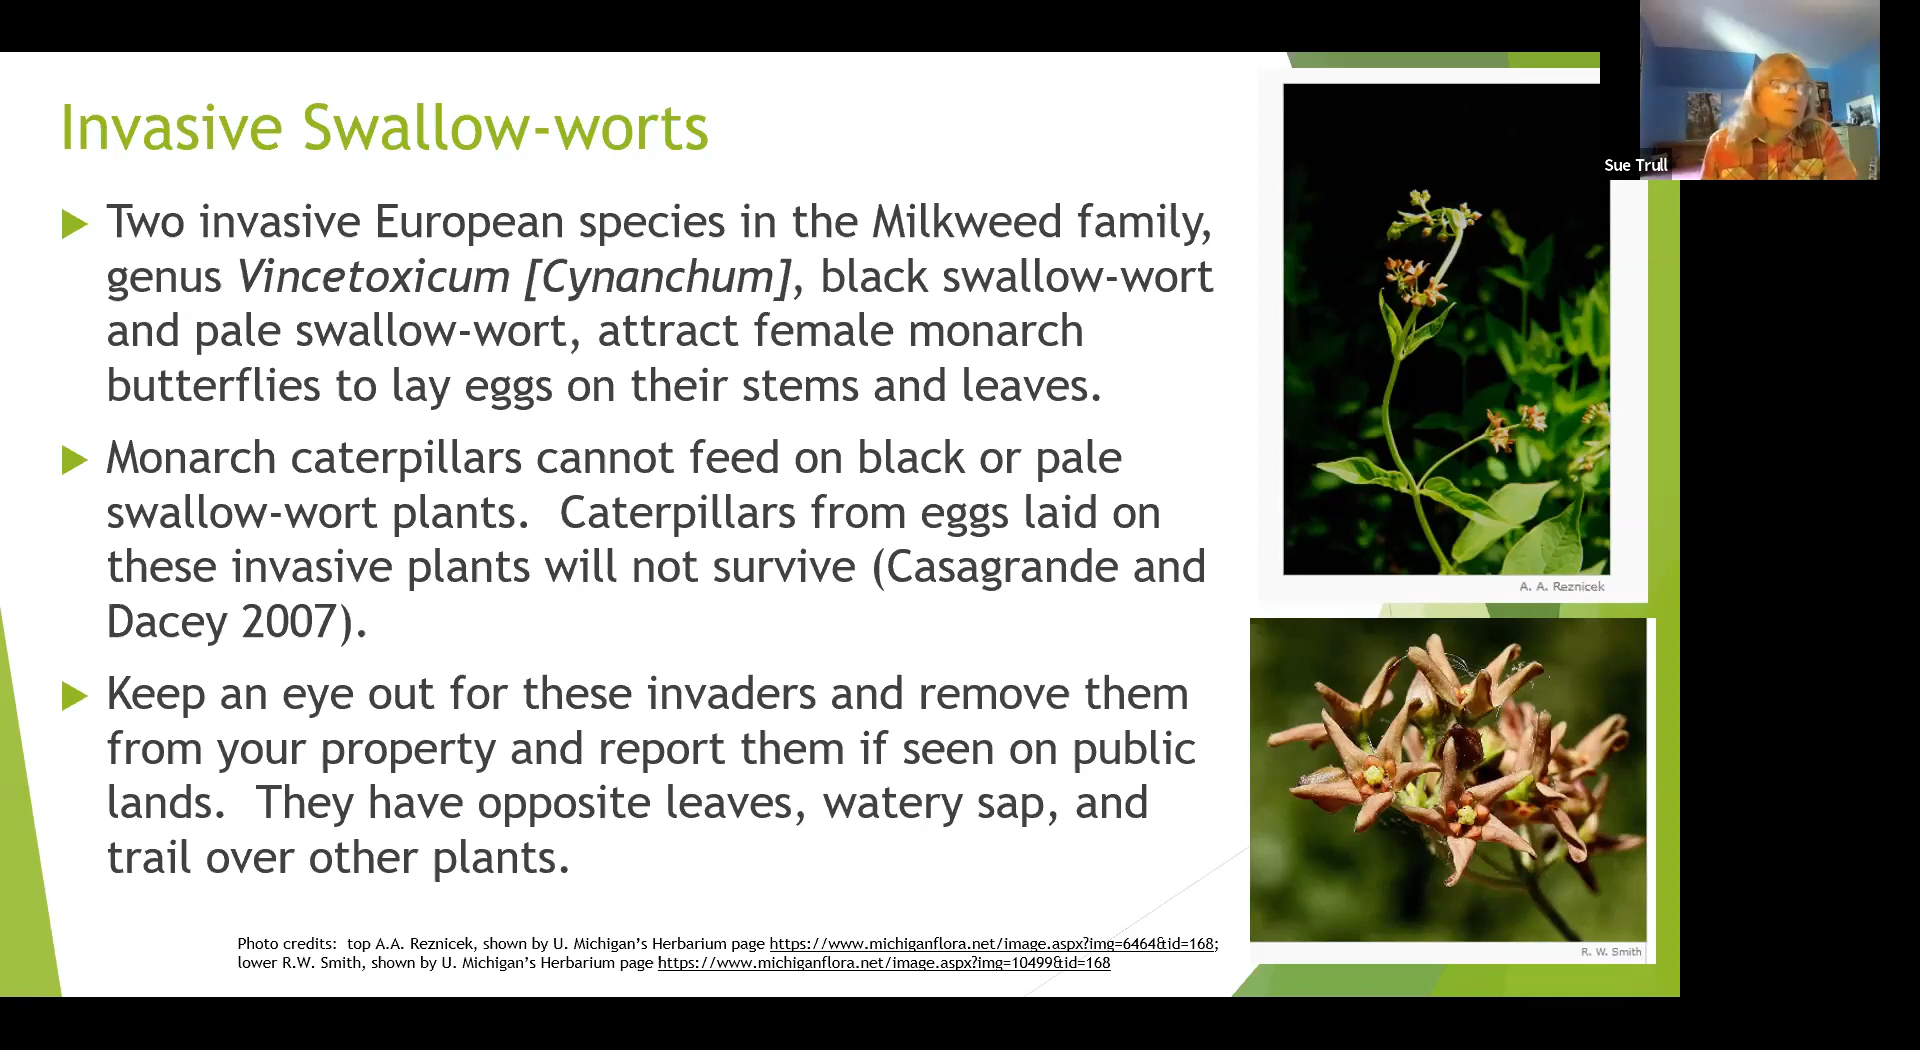 Invasive Swallow-worts
Two invasive European species in the Milkweed family,
genus Vincetoxicum [Cynanchum], black swallow-wort
and pale swallow-wort, attract female monarch
butterflies to lay eggs on their stems and leaves.
Monarch caterpillars cannot feed on black or pale
swallow-wort plants.  Caterpillars from eggs laid on
these invasive plants will not survive (Casagrande and
Dacey 2007).
Keep an eye out for these invaders and remove them
from your property and report them if seen on public
lands.  They have opposite leaves, watery sap, and
trail over other plants.
Photo credits:  top A.A. Reznicek, shown by U. Michigan’s Herbarium page https://www.michiganflora.net/image.aspx?img=6464&id=168;
lower R.W. Smith, shown by U. Michigan’s Herbarium page https://www.michiganflora.net/image.aspx?img=10499&id=168
A. A. Reznicek
R. W. Smith
Sue Trull